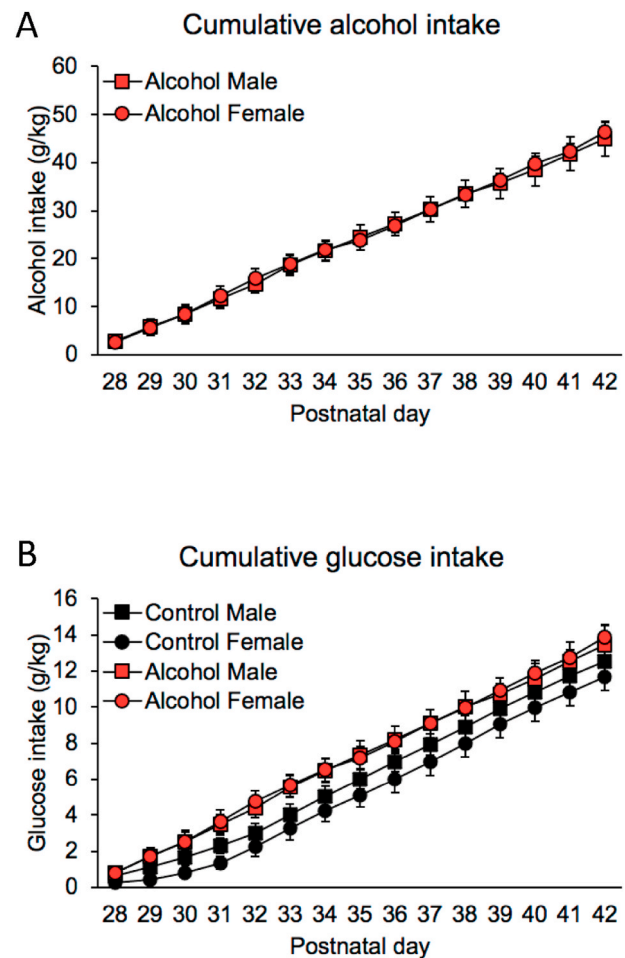 A
Cumulative alcohol intake
60
50
40
30
20
10
0
Alcohol intake (g/kg)
Alcohol Male
Alcohol Female
28 29 30 31 32 33 34 35 36 37 38 39 40 41 42
Postnatal day
B
Cumulative glucose intake
16
14
12
10
8
6
4
2
0
Glucose intake (g/kg)
Control Male
Control Female
Alcohol Male
Alcohol Female
28 29 30 31 32 33 34 35 36 37 38 39 40 41 42
Postnatal day